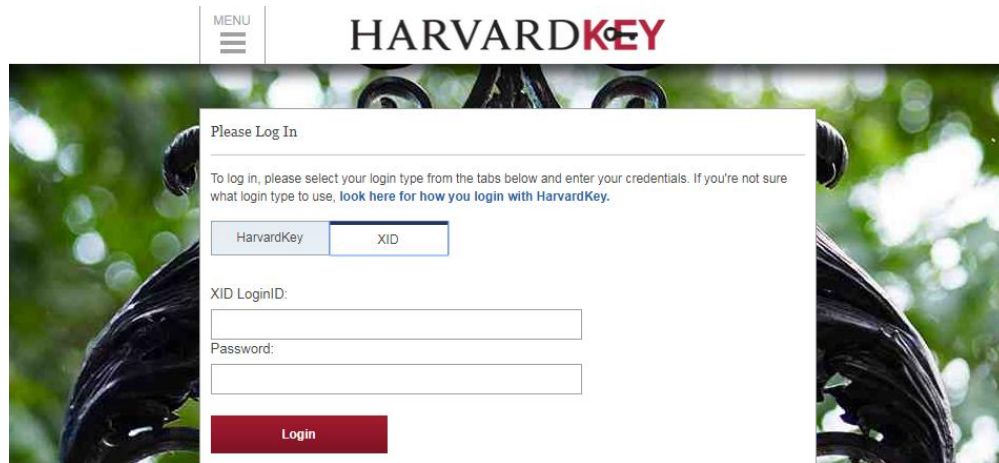 MENU
HARVARDKEY
Please Log In
To log in, please select your login type from the tabs below and enter your credentials. If you're not sure
what login type to use, look here for how you login with HarvardKey.
HarvardKey XID
XID LoginID:
Password:
Login